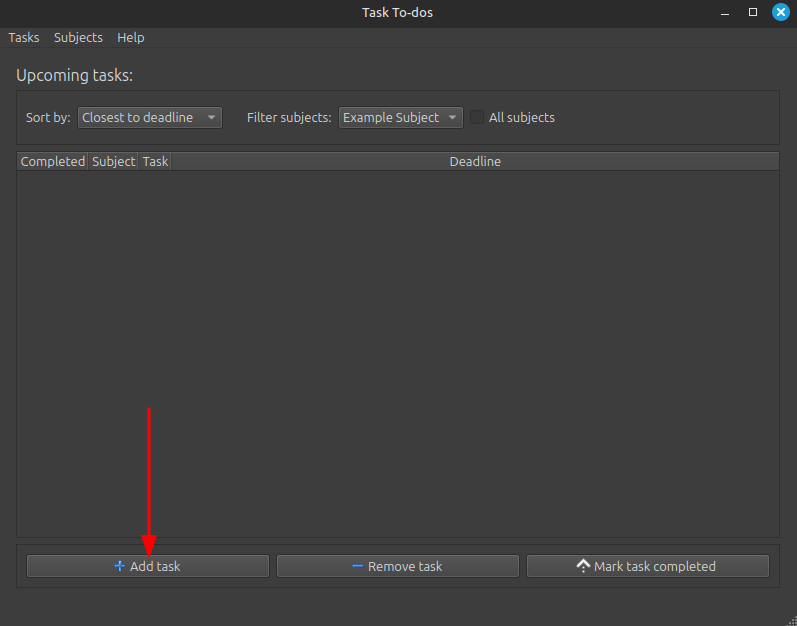 Task To-dos
Tasks Subjects Help
Upcoming tasks:
Sort by: Closest to deadline Filter subjects: Example Subject All subjects
Completed Subject Task Deadline
Add task Remove task Mark task completed